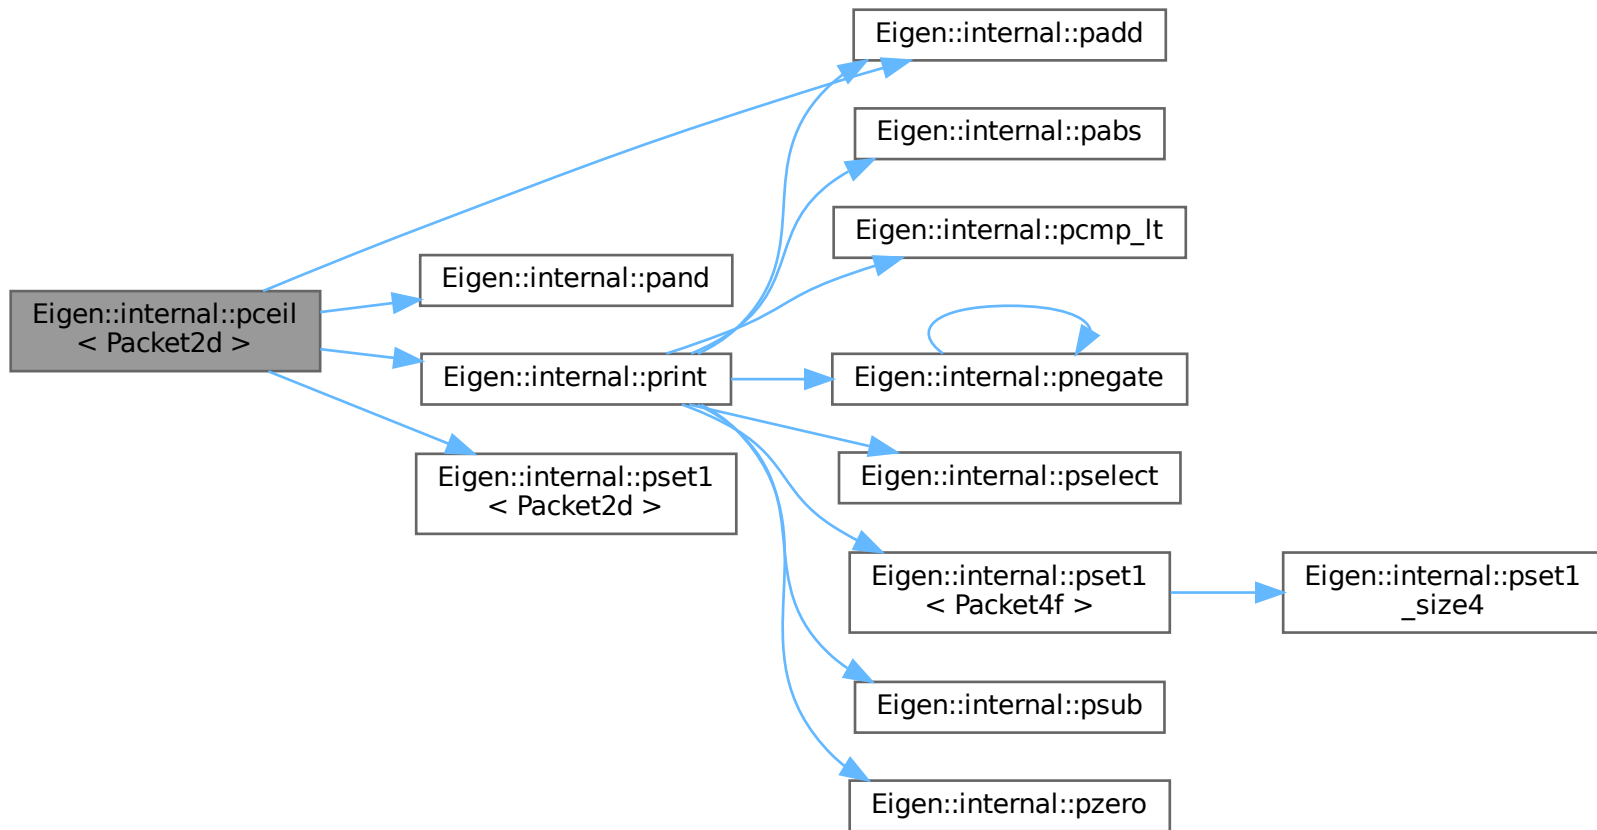 Eigen::internal::pceil
< Packet2d >
Eigen::internal::pand
Eigen::internal::print
Eigen::internal::pset1
< Packet2d >
Eigen::internal::padd
Eigen::internal::pabs
Eigen::internal::pcmp_lt
Eigen::internal::pnegate
Eigen::internal::pselect
Eigen::internal::pset1
< Packet4f >
Eigen::internal::psub
Eigen::internal::pzero
Eigen::internal::pset1
_size4